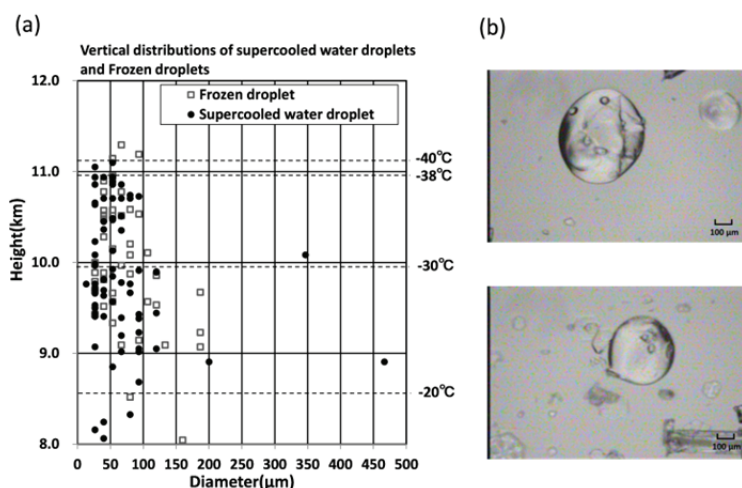 (a)
Vertical distributions of supercooled water droplets
and Frozen droplets
12.0
11.0
10.0
9.0
8.0
Height(km)
Frozen droplet
Supercooled water droplet
-40°C
-38°C
-30°C
-20°C
0 50 100 150 200 250 300 350 400 450 500
Diameter(μm)
(b)
100 μm
100 μm